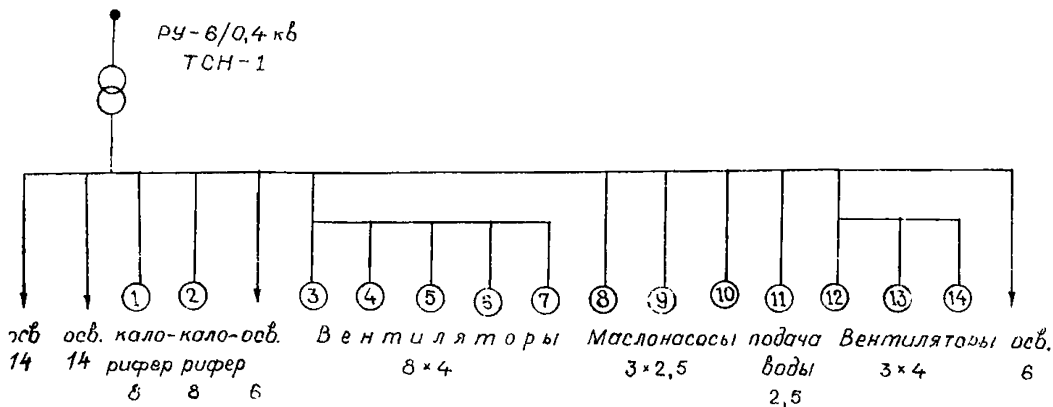 РУ-6/0,4 кв
ТСН-1
1 2 3 4 5 6 7 8 9 10 11 12 13 14
осв осв. кало- кало- осв. Вентиляторы Маслонасосы подача Вентиляторы осв.
14 14 рифер рифер 8 × 4 3 × 2,5 воды 3 × 4 6
8 8 6 2,5